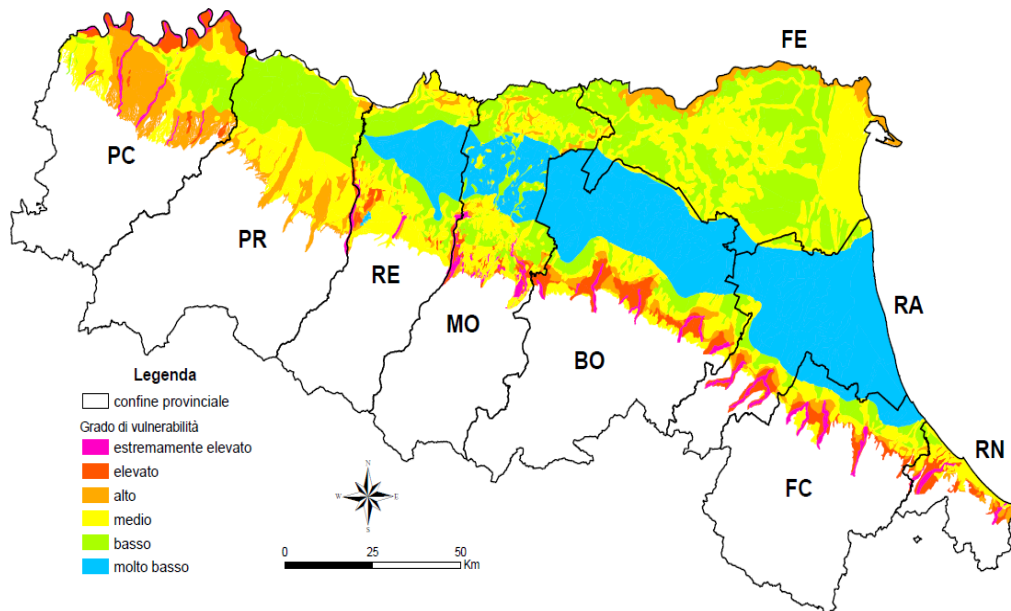 FE
PC
PR
RE
MO
BO
RA
FC
RN
Legenda
confine provinciale
Grado di vulnerabilità
estremamente elevato
elevato
alto
medio
basso
molto basso
N
W
E
S
0 25 50
Km